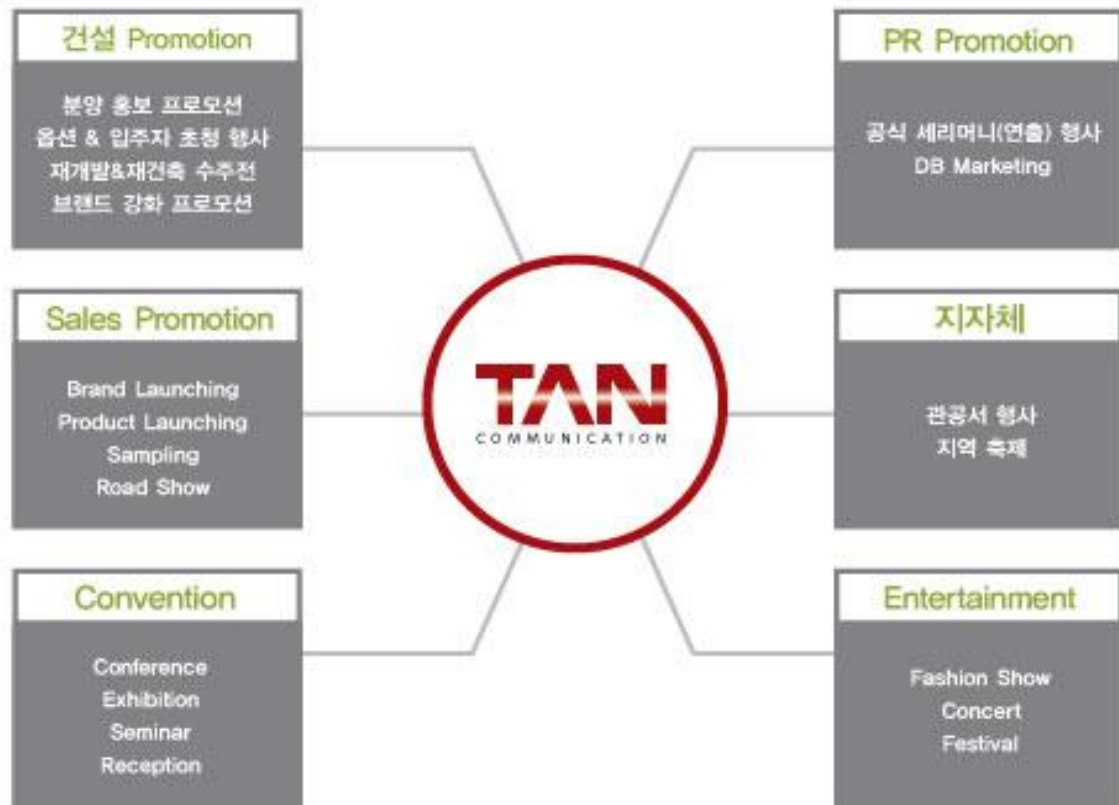 건설 Promotion
분양 홍보 프로모션
옵션 & 입주자 초청 행사
재개발&재건축 수주전
브랜드 강화 프로모션
PR Promotion
공식 세리머니(연출) 행사
DB Marketing
Sales Promotion
Brand Launching
Product Launching
Sampling
Road Show
TAN
COMMUNICATION
지자체
관공서 행사
지역 축제
Convention
Conference
Exhibition
Seminar
Reception
Entertainment
Fashion Show
Concert
Festival